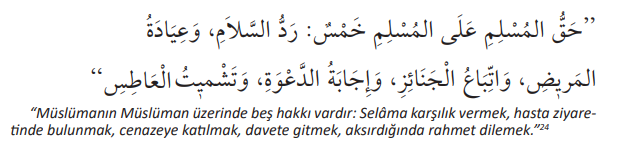 ”حَقُّ الْمُسْلِمِ عَلَى الْمُسْلِمِ خَمْسٌ: رَدُّ السَّلَامِ، وَعِيَادَةُ
الْمَرِيضِ، وَاتِّبَاعُ الْجَنَائِزِ، وَإِجَابَةُ الدَّعْوَةِ، وَتَشْمِيتُ الْعَاطِسِ“
“Müslümanın Müslüman üzerinde beş hakkı vardır: Selâma karşılık vermek, hasta ziyare-
tinde bulunmak, cenazeye katılmak, davete gitmek, aksırdığında rahmet dilemek.”24